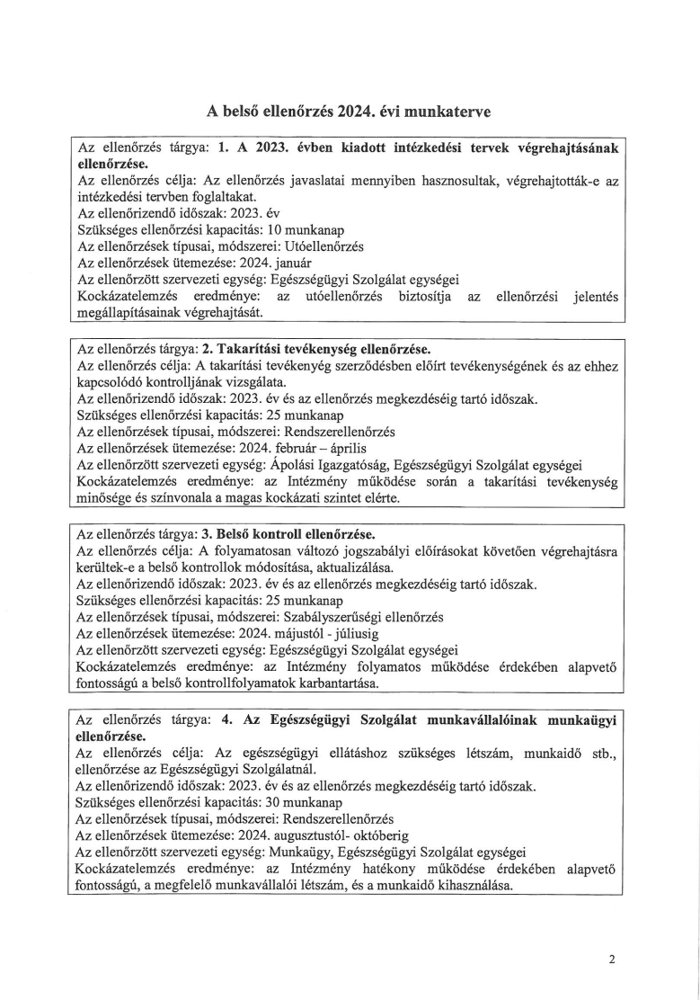 A belső ellenőrzés 2024. évi munkaterve
Az ellenőrzés tárgya: 1. A 2023. évben kiadott intézkedési tervek végrehajtásának
ellenőrzése.
Az ellenőrzés célja: Az ellenőrzés javaslatai mennyiben hasznosultak, végrehajtották-e az
intézkedési tervben foglaltakat.
Az ellenőrizendő időszak: 2023. év
Szükséges ellenőrzési kapacitás: 10 munkanap
Az ellenőrzések típusai, módszerei: Utóellenőrzés
Az ellenőrzések ütemezése: 2024. január
Az ellenőrzött szervezeti egység: Egészségügyi Szolgálat egységei
Kockázatelemzés eredménye: az utóellenőrzés biztosítja az ellenőrzési jelentés
megállapításainak végrehajtását.
Az ellenőrzés tárgya: 2. Takarítási tevékenység ellenőrzése.
Az ellenőrzés célja: A takarítási tevékenyég szerződésben előírt tevékenységének és az ehhez
kapcsolódó kontrolljának vizsgálata.
Az ellenőrizendő időszak: 2023. év és az ellenőrzés megkezdéséig tartó időszak.
Szükséges ellenőrzési kapacitás: 25 munkanap
Az ellenőrzések típusai, módszerei: Rendszerellenőrzés
Az ellenőrzések ütemezése: 2024. február – április
Az ellenőrzött szervezeti egység: Ápolási Igazgatóság, Egészségügyi Szolgálat egységei
Kockázatelemzés eredménye: az Intézmény működése során a takarítási tevékenység
minősége és színvonala a magas kockázati szintet elérte.
Az ellenőrzés tárgya: 3. Belső kontroll ellenőrzése.
Az ellenőrzés célja: A folyamatosan változó jogszabályi előírásokat követően végrehajtásra
kerültek-e a belső kontrollok módosítása, aktualizálása.
Az ellenőrizendő időszak: 2023. év és az ellenőrzés megkezdéséig tartó időszak.
Szükséges ellenőrzési kapacitás: 25 munkanap
Az ellenőrzések típusai, módszerei: Szabályszerűségi ellenőrzés
Az ellenőrzések ütemezése: 2024. májustól - júliusig
Az ellenőrzött szervezeti egység: Egészségügyi Szolgálat egységei
Kockázatelemzés eredménye: az Intézmény folyamatos működése érdekében alapvető
fontosságú a belső kontrollfolyamatok karbantartása.
Az ellenőrzés tárgya: 4. Az Egészségügyi Szolgálat munkavállalóinak munkaügyi
ellenőrzése.
Az ellenőrzés célja: Az egészségügyi ellátáshoz szükséges létszám, munkaidő stb.,
ellenőrzése az Egészségügyi Szolgálatnál.
Az ellenőrizendő időszak: 2023. év és az ellenőrzés megkezdéséig tartó időszak.
Szükséges ellenőrzési kapacitás: 30 munkanap
Az ellenőrzések típusai, módszerei: Rendszerellenőrzés
Az ellenőrzések ütemezése: 2024. augusztustól- októberig
Az ellenőrzött szervezeti egység: Munkaügy, Egészségügyi Szolgálat egységei
Kockázatelemzés eredménye: az Intézmény hatékony működése érdekében alapvető
fontosságú, a megfelelő munkavállalói létszám, és a munkaidő kihasználása.
2